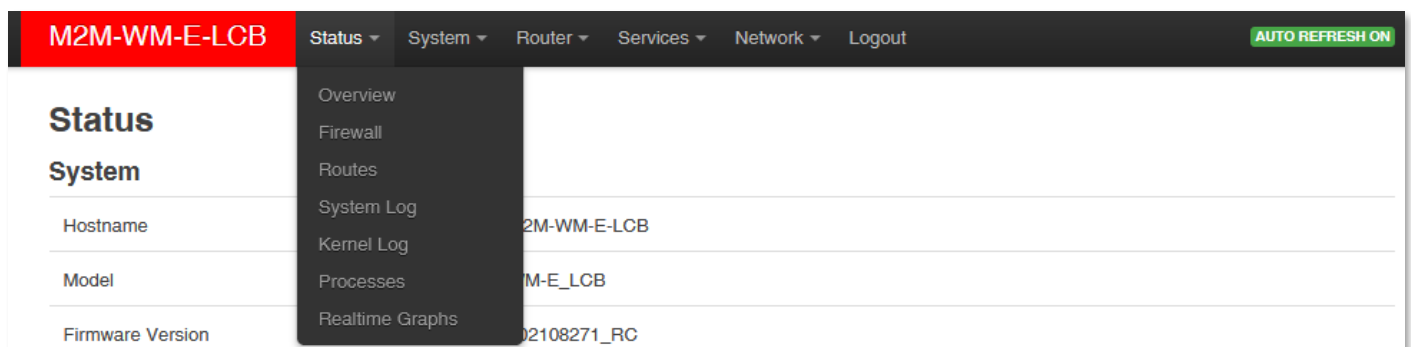 M2M-WM-E-LCB Status System Router Services Network Logout AUTO REFRESH ON
Overview
Status
Firewall
System
Routes
System Log
Hostname 2M-WM-E-LCB
Kernel Log
Model M-E_LCB
Processes
Realtime Graphs
Firmware Version 02108271_RC